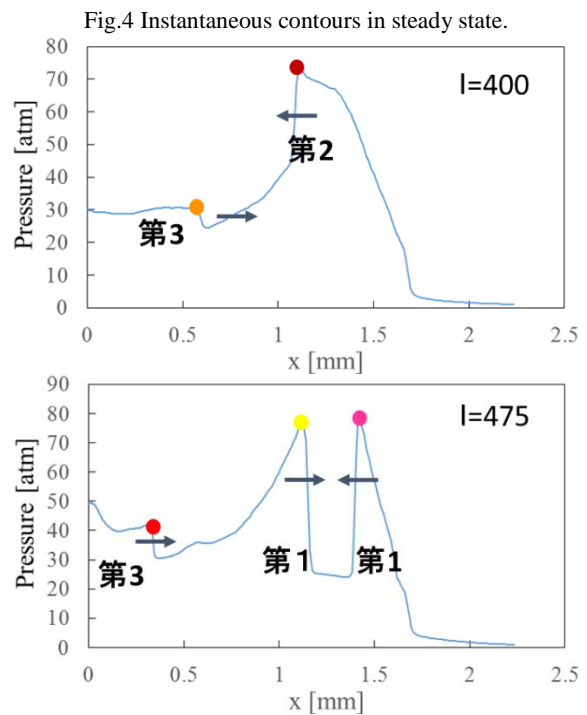 Fig.4 Instantaneous contours in steady state.
90
80
70
60
50
40
30
20
10
0
Pressure [atm]
l=400
第2
第3
0 0.5 1 1.5 2 2.5
x [mm]
90
80
70
60
50
40
30
20
10
0
Pressure [atm]
l=475
第3 第1 第1
0 0.5 1 1.5 2 2.5
x [mm]